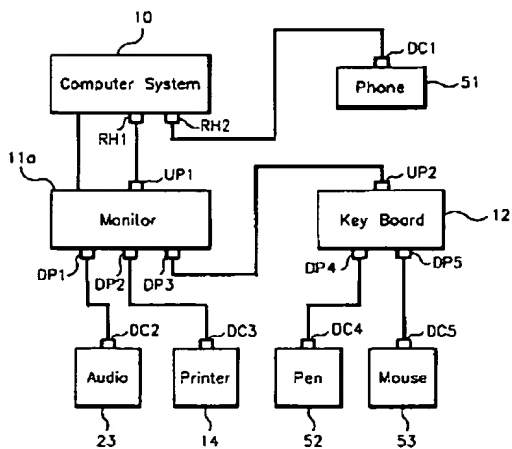 10
Computer System
DC1
Phone
51
RH1
RH2
11a
UP1
UP2
Monitor
Key Board
12
DP1
DP2
DP3
DP4
DP5
DC2
DC3
DC4
DC5
Audio
Printer
Pen
Mouse
23
14
52
53